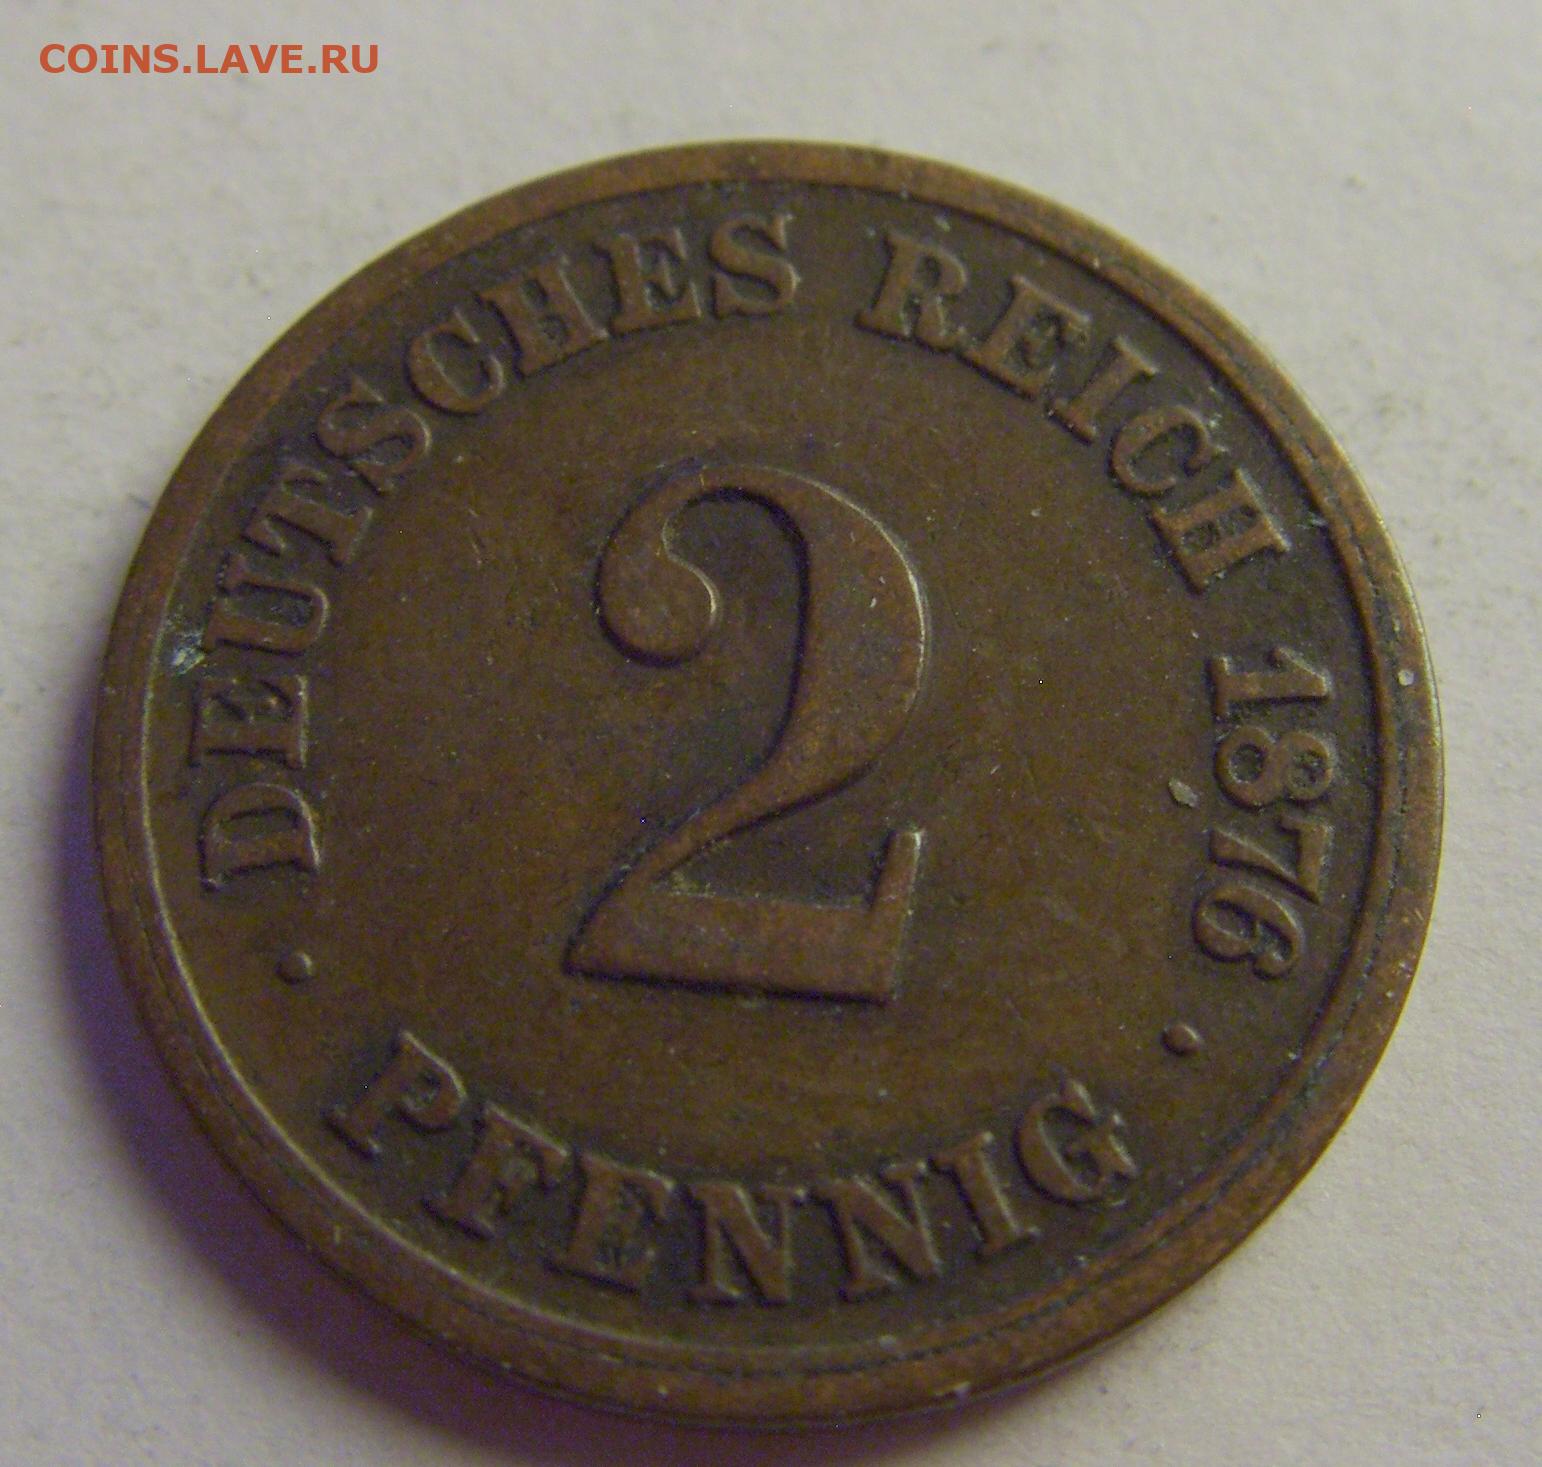 COINS.LAVE.RU
DEUTSCHES REICH 1876
2
· PFENNIG ·